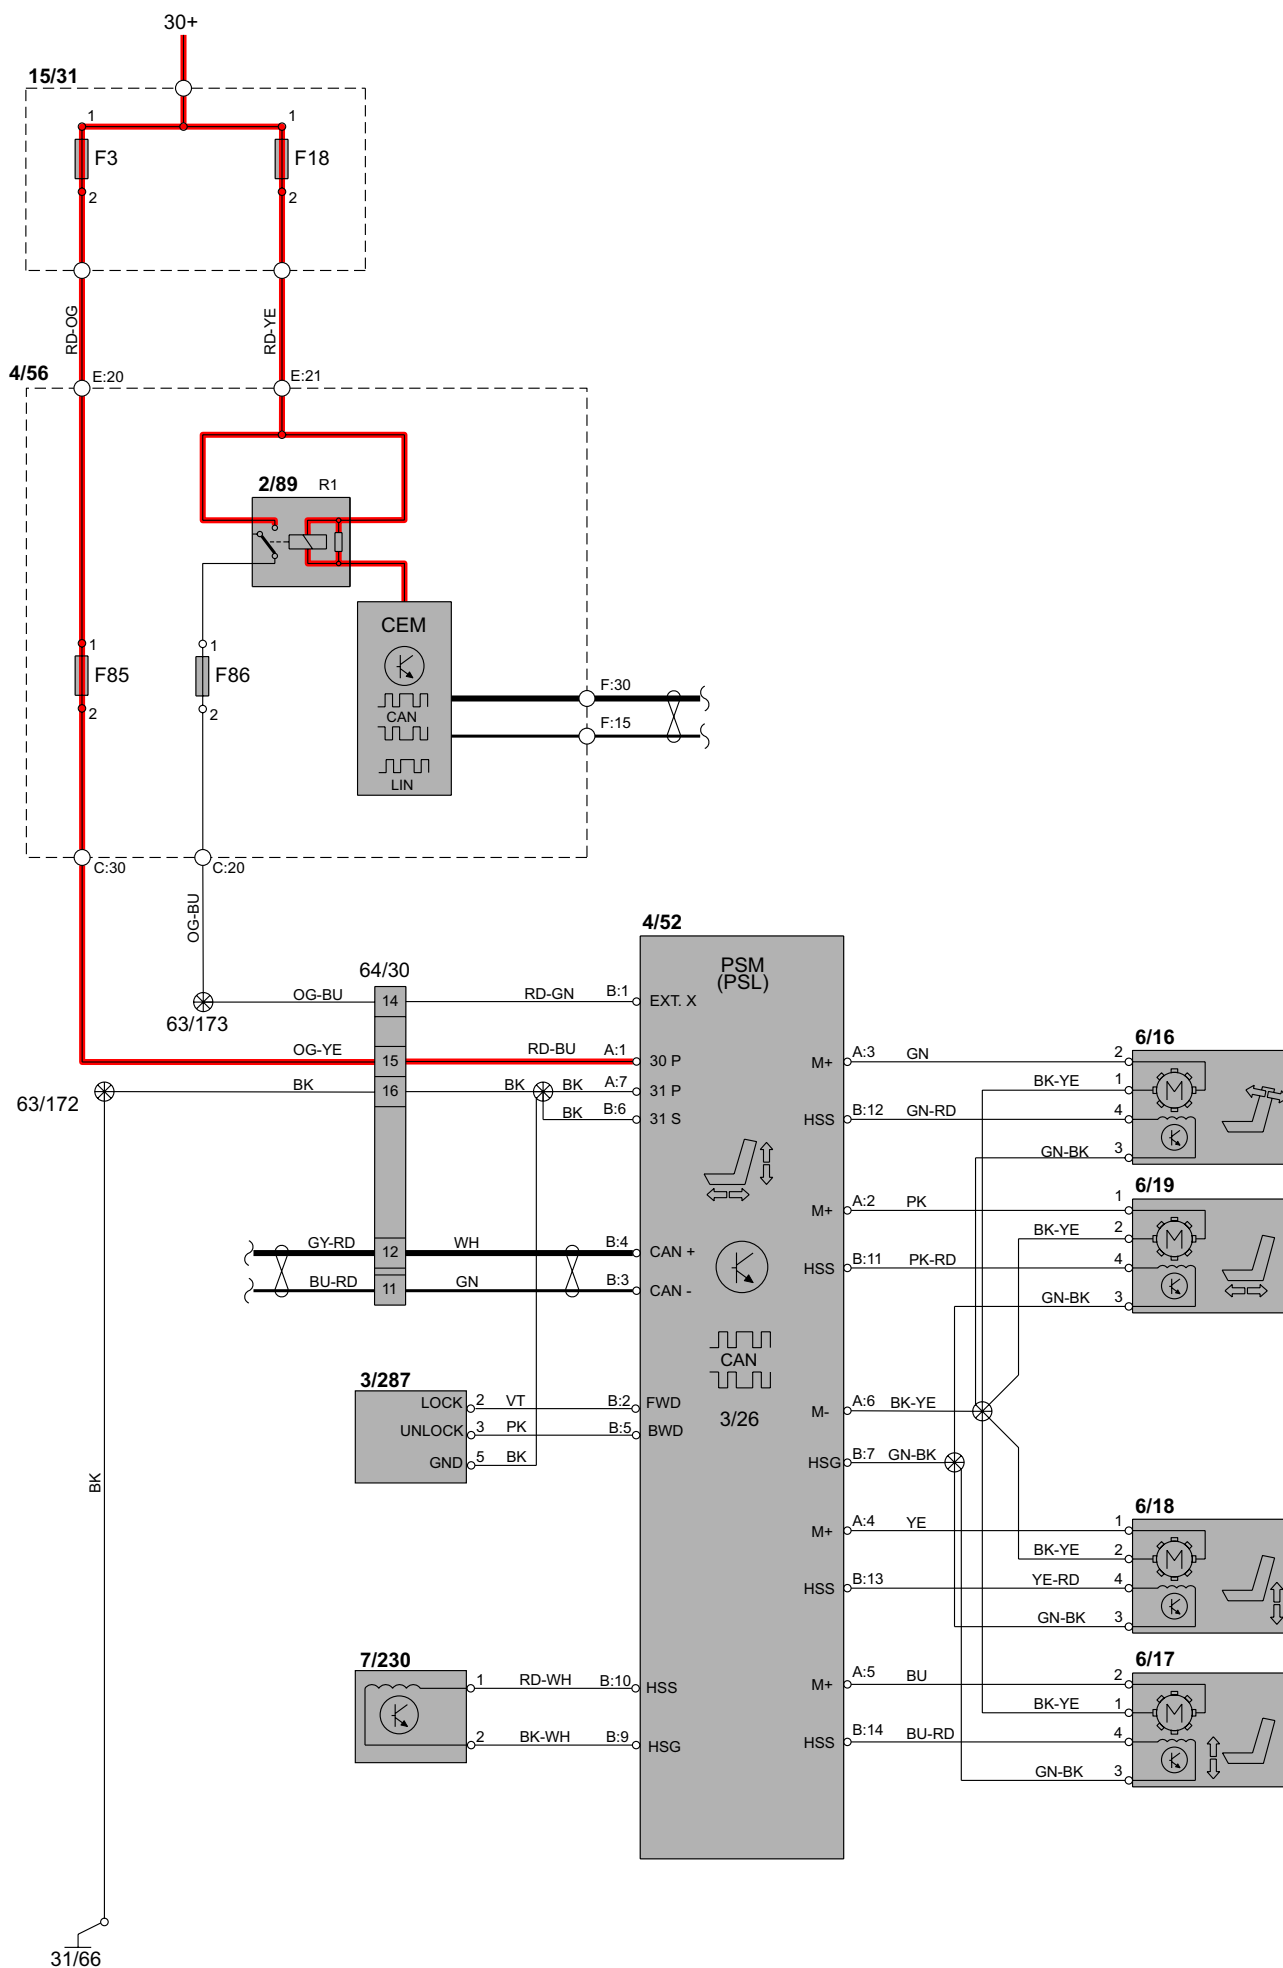 30+
15/31
1 1
F3 F18
2 2
RD-OG RD-YE
4/56 E:20 E:21
2/89 R1
CEM
CAN
LIN
1 1
F85 F86
2 2
F:30
F:15
C:30 C:20
OG-BU
4/52
PSM
(PSL)
64/30
OG-BU 14 RD-GN B:1 EXT. X
63/173
OG-YE 15 RD-BU A:1 30 P
63/172 BK 16 BK BK A:7 31 P
BK B:6 31 S
GY-RD 12 WH B:4 CAN +
BU-RD 11 GN B:3 CAN -
CAN
3/26
3/287
LOCK 2 VT B:2 FWD
UNLOCK 3 PK B:5 BWD
GND 5 BK
BK
7/230
1 RD-WH B:10 HSS
2 BK-WH B:9 HSG
31/66
6/16
M+ A:3 GN 2
BK-YE 1 M
HSS B:12 GN-RD 4
GN-BK 3
6/19
M+ A:2 PK 1
BK-YE 2 M
HSS B:11 PK-RD 4
GN-BK 3
M- A:6 BK-YE
HSG B:7 GN-BK
6/18
M+ A:4 YE 1
BK-YE 2 M
HSS B:13 YE-RD 4
GN-BK 3
6/17
M+ A:5 BU 2
BK-YE 1 M
HSS B:14 BU-RD 4
GN-BK 3